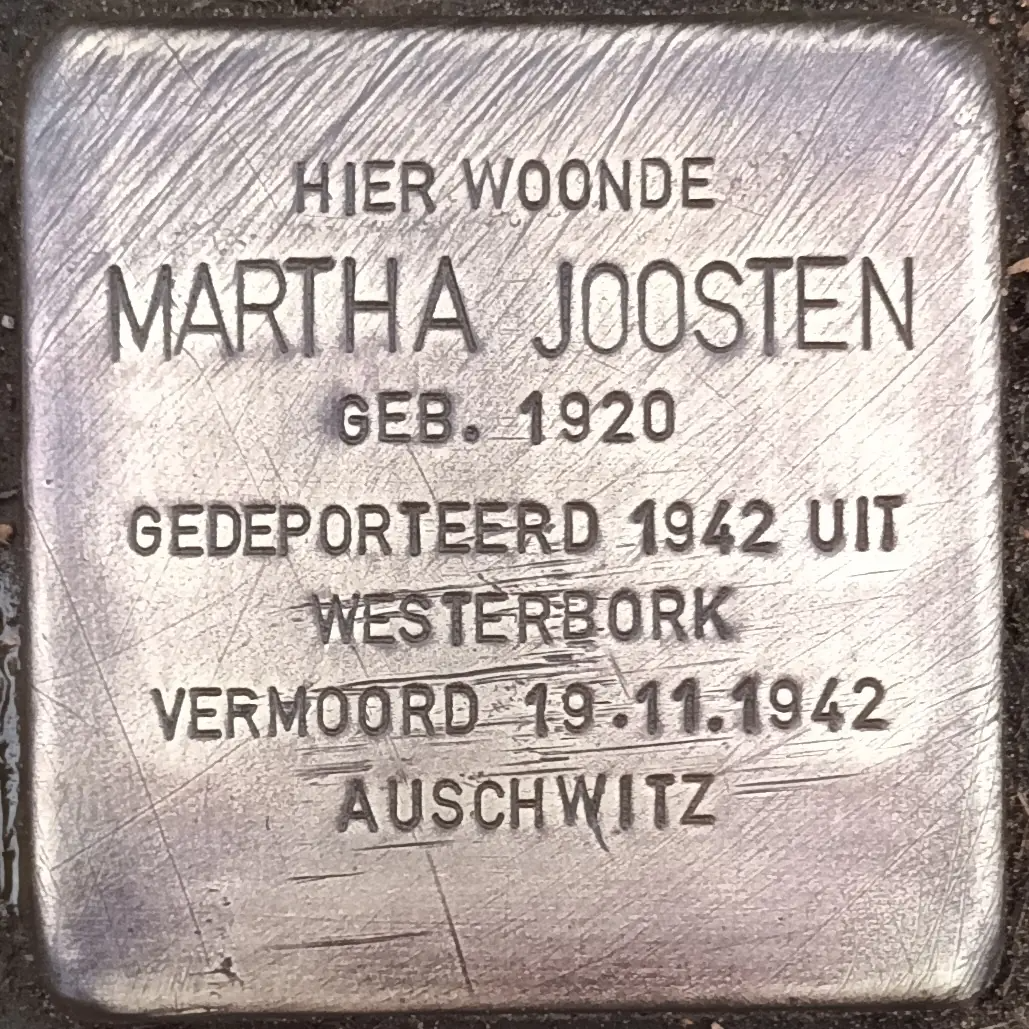 HIER WOONDE
MARTHA JOOSTEN
GEB. 1920
GEDEPORTEERD 1942 UIT
WESTERBORK
VERMOORD 19.11.1942
AUSCHWITZ